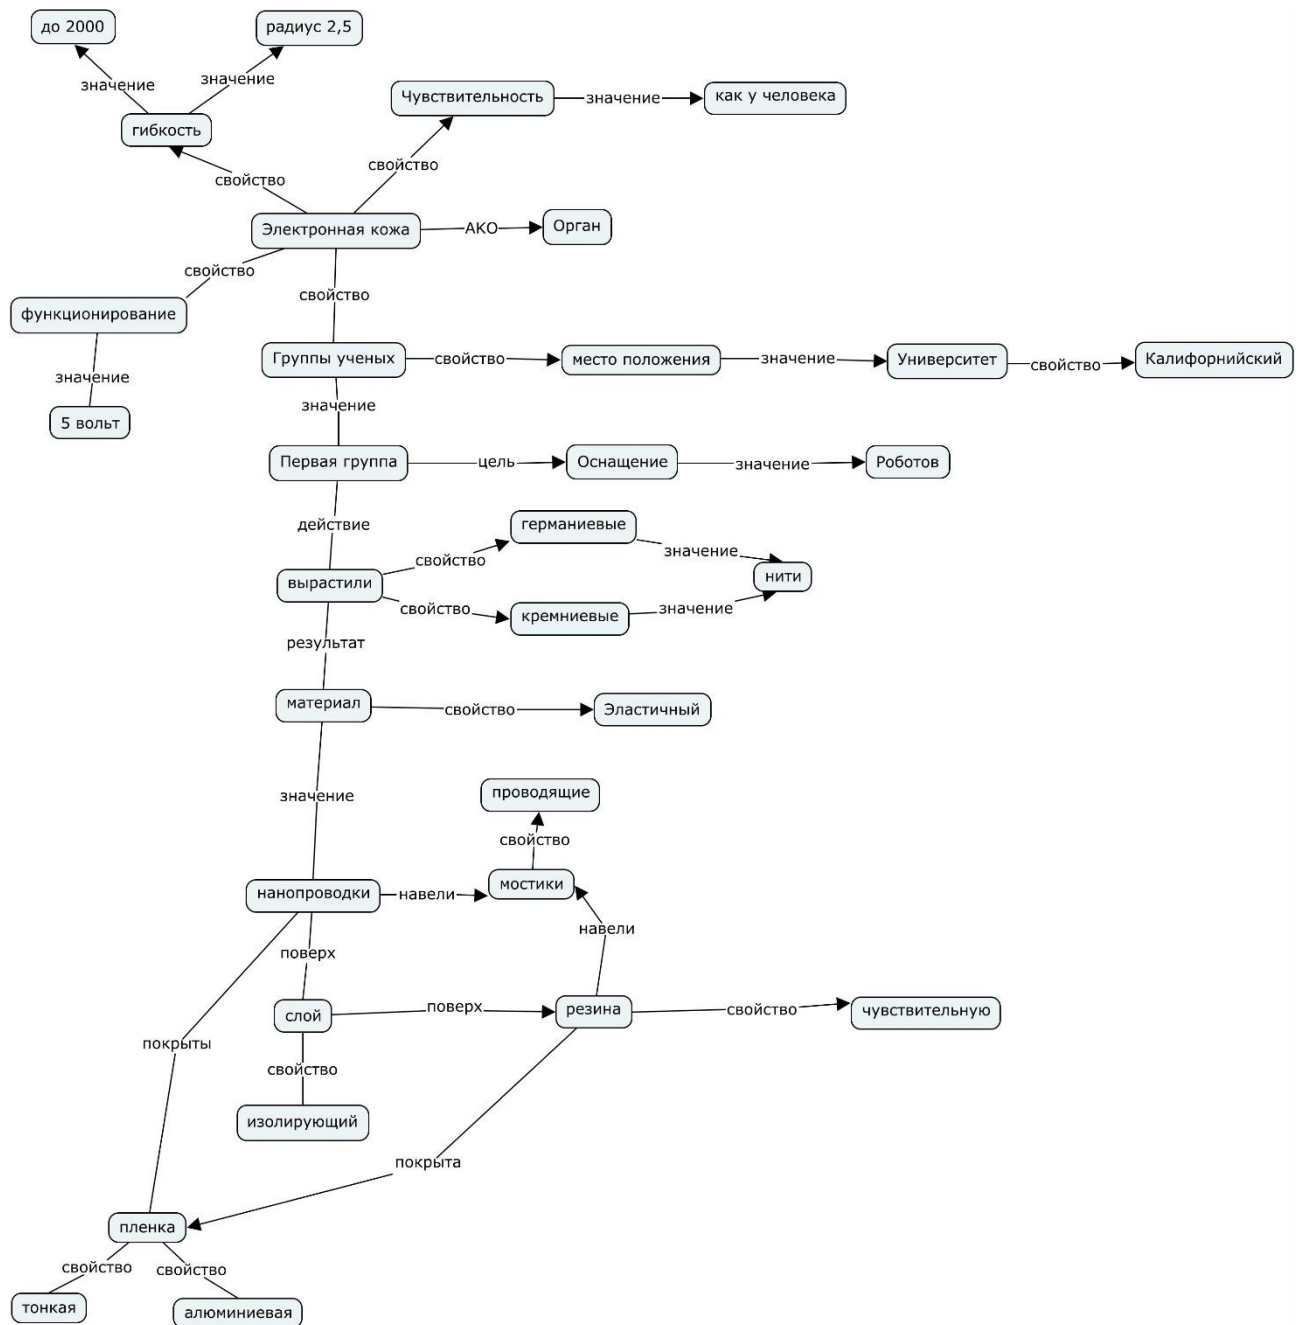 до 2000
радиус 2,5
значение
значение
Чувствительность
значение
как у человека
гибкость
свойство
свойство
Электронная кожа
АКО
Орган
свойство
свойство
функционирование
Группы ученых
свойство
место положения
значение
Университет
свойство
Калифорнийский
значение
значение
5 вольт
Первая группа
цель
Оснащение
значение
Роботов
действие
германиевые
свойство
значение
вырастили
нити
свойство
кремниевые
значение
результат
материал
свойство
Эластичный
значение
проводящие
свойство
нанопроводки
навели
мостики
навели
поверх
слой
поверх
резина
свойство
чувствительную
покрыты
свойство
изолирующий
покрыта
пленка
свойство
свойство
тонкая
алюминиевая